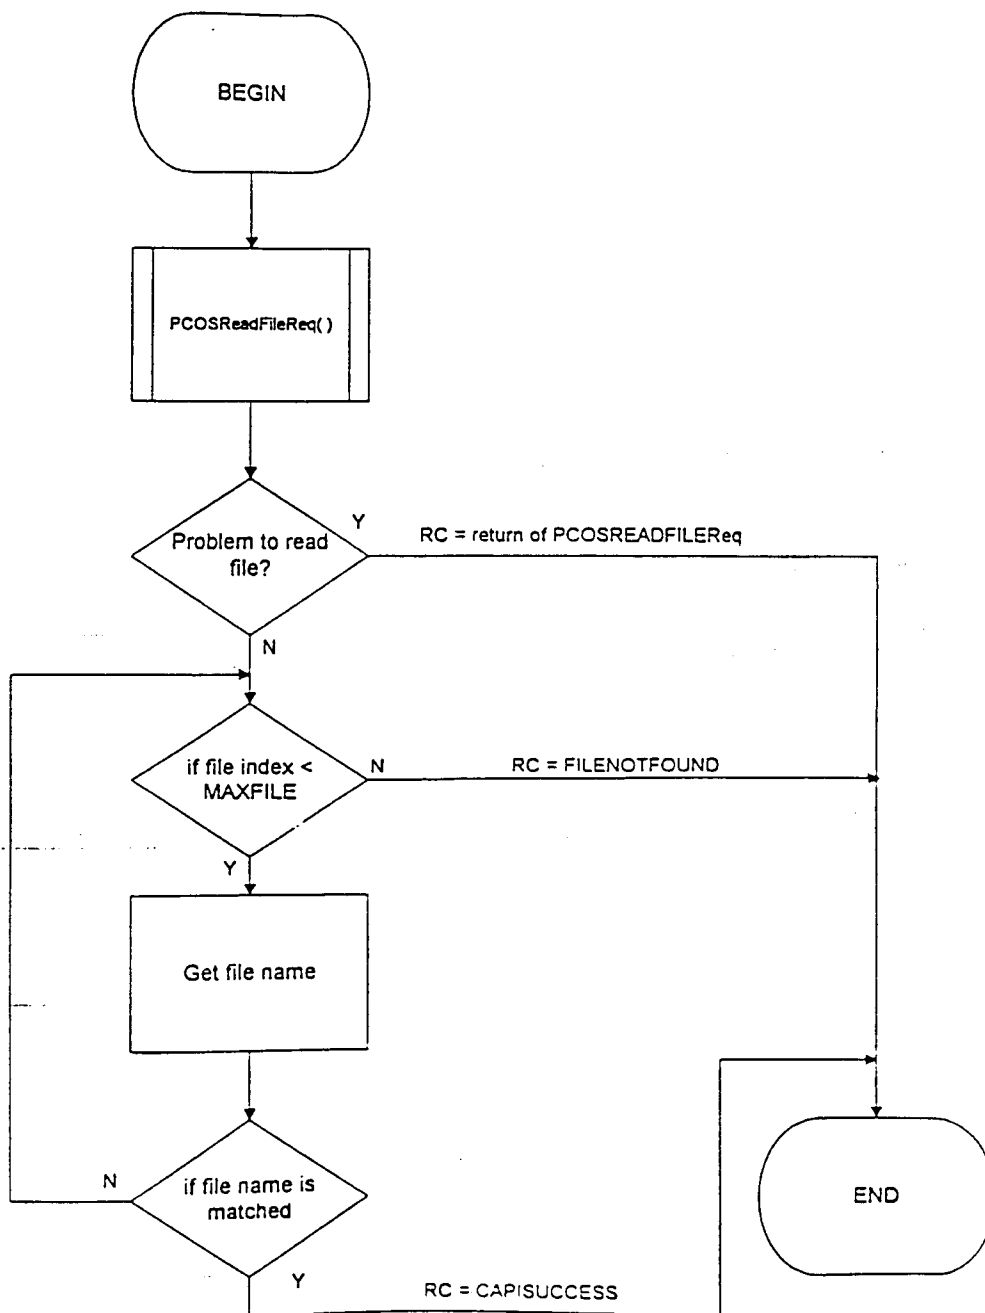 BEGIN
PCOSReadFileReq()
Problem to read
file?
Y
RC = return of PCOSREADFILEReq
N
if file index <
MAXFILE
N
RC = FILENOTFOUND
Y
Get file name
if file name is
matched
N
Y
RC = CAPISUCCESS
END